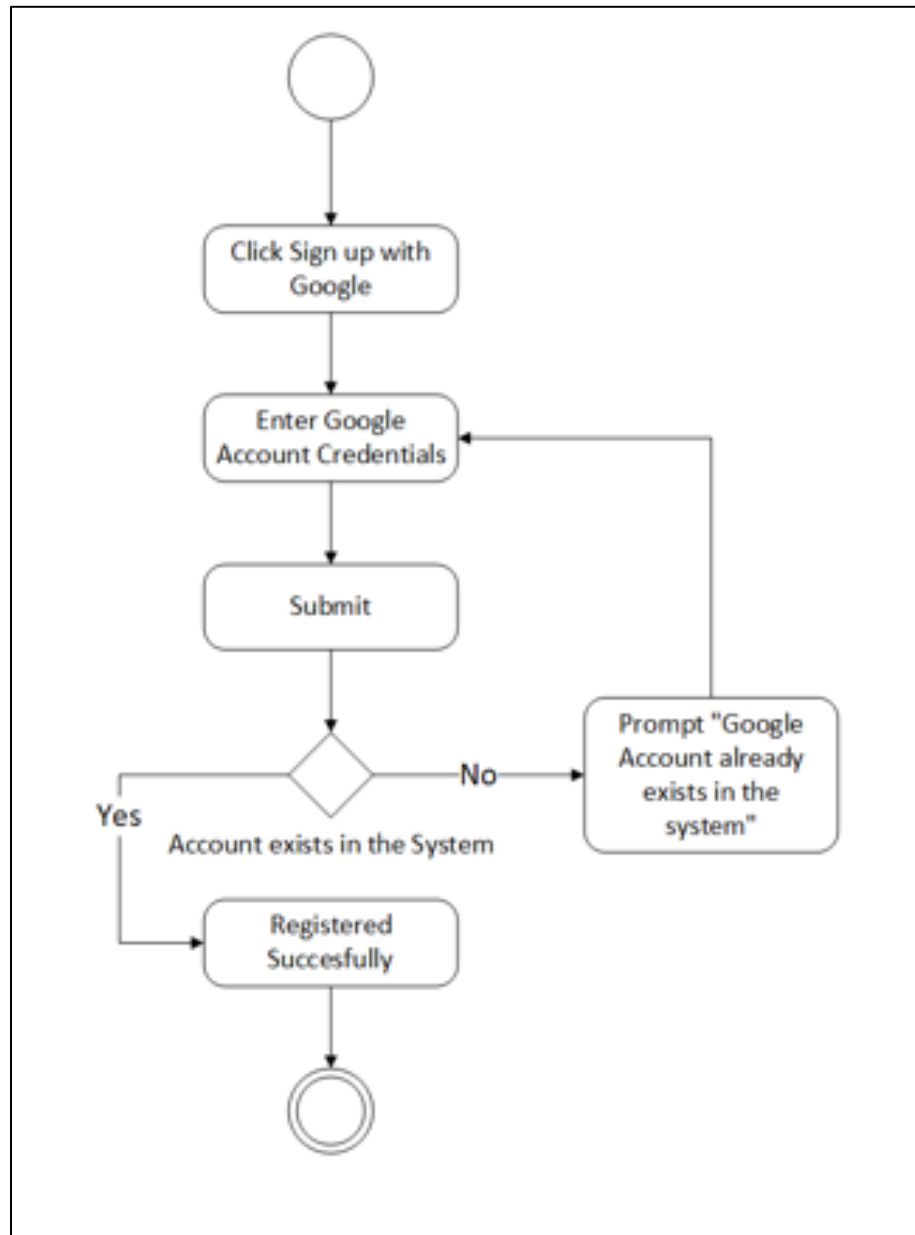 Click Sign up with
Google
Enter Google
Account Credentials
Submit
No
Prompt "Google
Account already
exists in the
system"
Yes
Account exists in the System
Registered
Succesfully